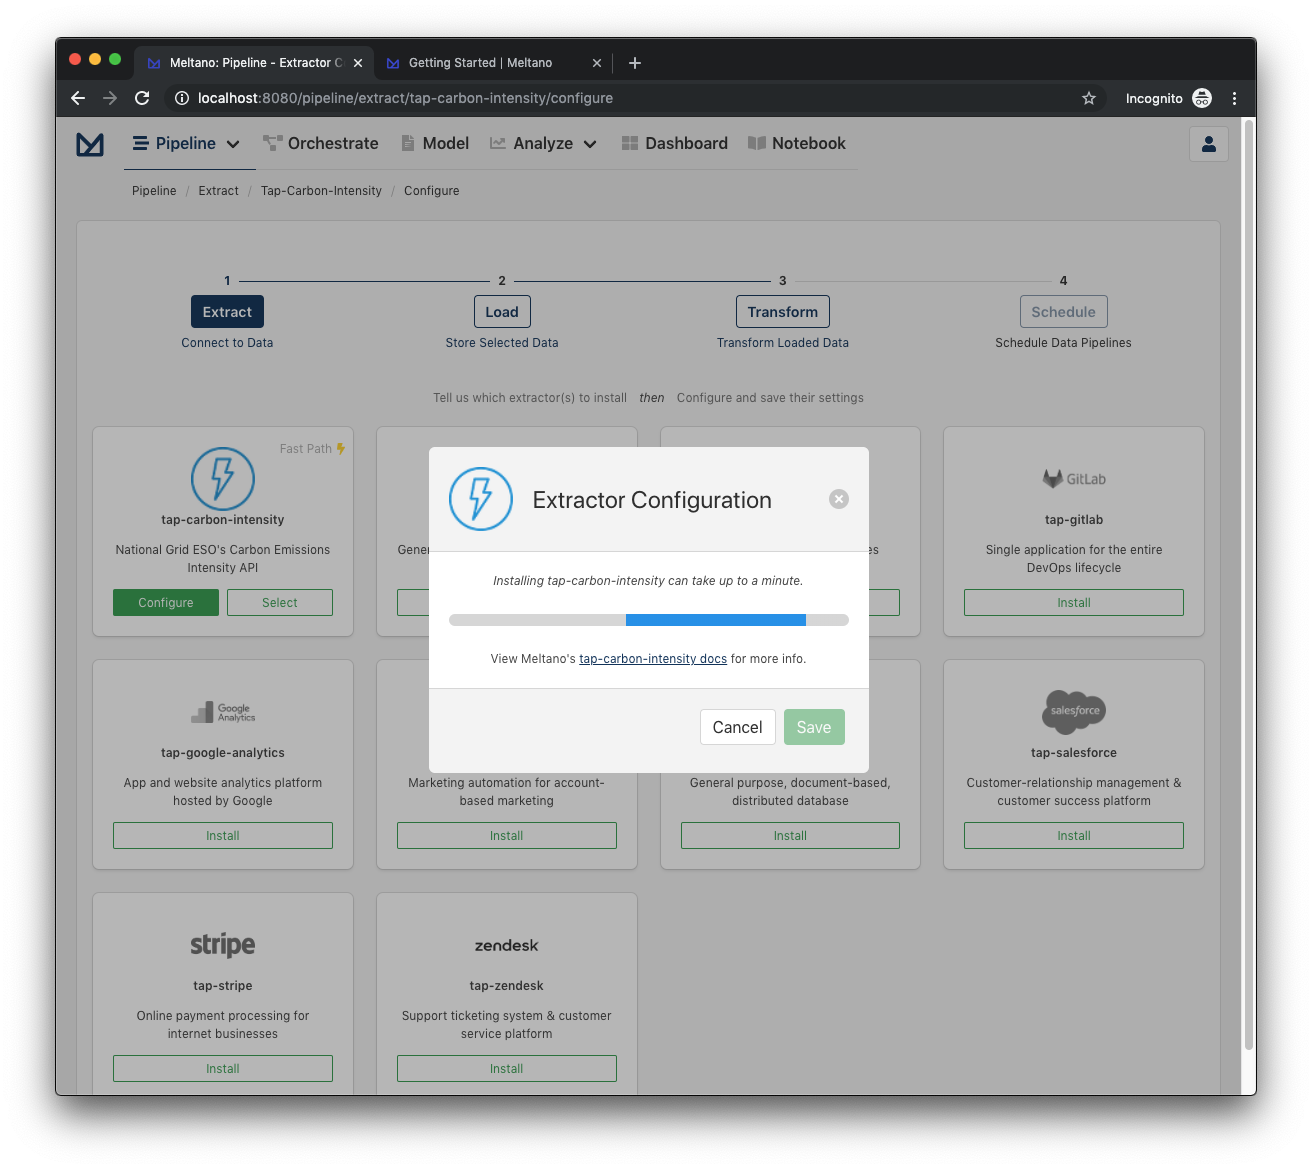 Meltano: Pipeline - Extractor C
Getting Started | Meltano
localhost:8080/pipeline/extract/tap-carbon-intensity/configure
Incognito
Pipeline
Orchestrate
Model
Analyze
Dashboard
Notebook
Pipeline / Extract / Tap-Carbon-Intensity / Configure
1
2
3
4
Extract
Load
Transform
Schedule
Connect to Data
Store Selected Data
Transform Loaded Data
Schedule Data Pipelines
Tell us which extractor(s) to install then Configure and save their settings
Fast Path
tap-carbon-intensity
National Grid ESO's Carbon Emissions
Intensity API
Configure
Select
GitLab
tap-gitlab
Single application for the entire
DevOps lifecycle
Install
Extractor Configuration
Installing tap-carbon-intensity can take up to a minute.
View Meltano's tap-carbon-intensity docs for more info.
Cancel
Save
Google
Analytics
tap-google-analytics
App and website analytics platform
hosted by Google
Install
Marketing automation for account-
based marketing
Install
General purpose, document-based,
distributed database
Install
salesforce
tap-salesforce
Customer-relationship management &
customer success platform
Install
stripe
tap-stripe
Online payment processing for
internet businesses
Install
zendesk
tap-zendesk
Support ticketing system & customer
service platform
Install